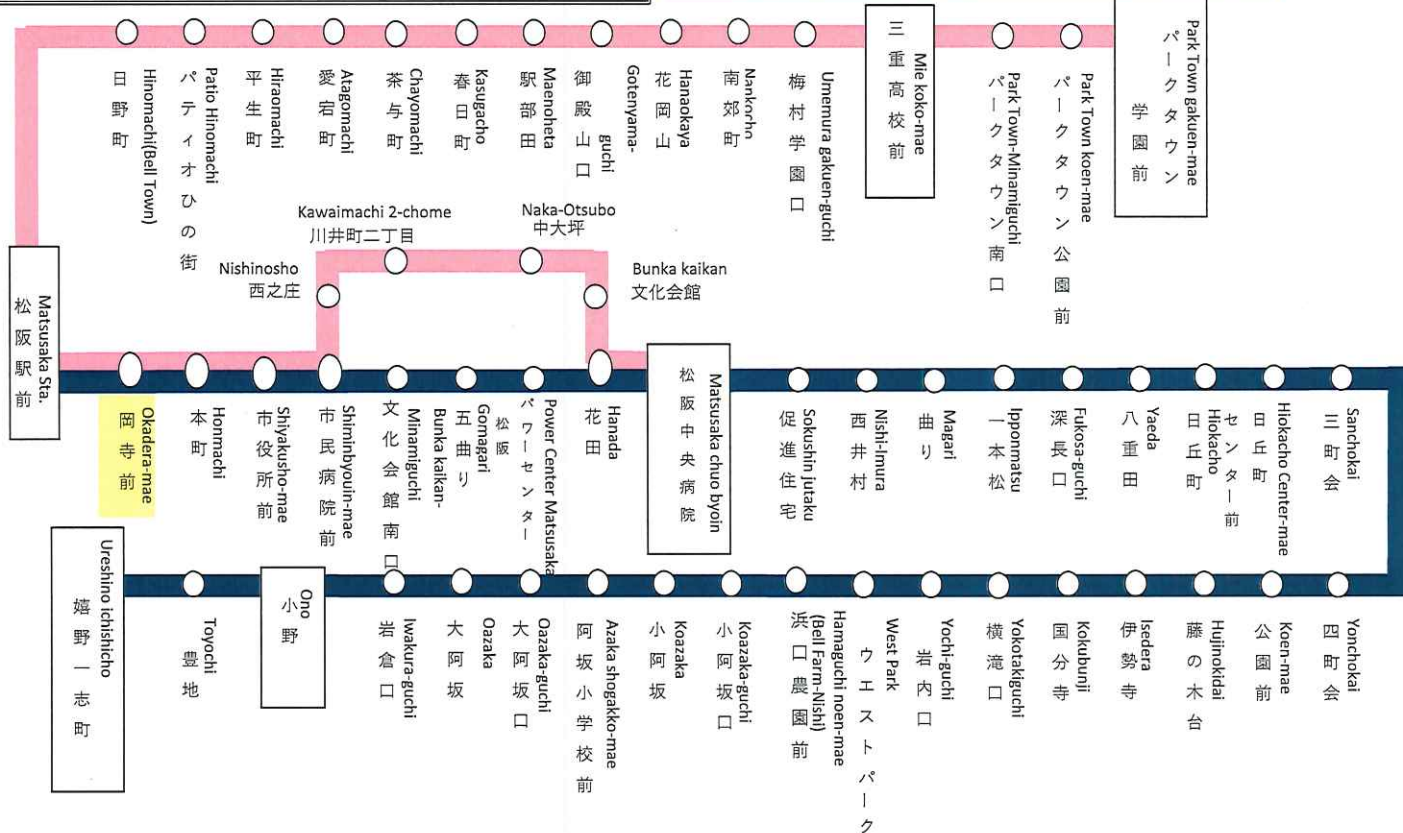 Park Town gakuen-mae
パークタウン
学園前
Park Town koen-mae
パークタウン公園前
Park Town-Minamiguchi
パークタウン南口
Mie koko-mae
三重高校前
Umemura gakuen-guchi
梅村学園口
Nankocho
南郊町
Hanaokaya
花岡山
Gotenyama-
guchi
御殿山口
Maenoheta
駅部田
Kasugacho
春日町
Chayomachi
茶与町
Atagomachi
愛宕町
Hiraomachi
平生町
Patio Hinomachi
パティオひの街
Hinomachi(Bell Town)
日野町
Matsusaka Sta.
松阪駅前
Kawaimachi 2-chome
川井町二丁目
Naka-Otsubo
中大坪
Nishinosho
西之庄
Bunka kaikan
文化会館
Okadera-mae
岡寺前
Honmachi
本町
Shiyakusho-mae
市役所前
Shiminbyouin-mae
市民病院前
Bunka kaikan-
Minamiguchi
文化会館南口
Gomagari
五曲り
Power Center Matsusaka
松阪
パワーセンター
Hanada
花田
Matsusaka chuo byoin
松阪中央病院
Sokushin jutaku
促進住宅
Nishi-Imura
西井村
Magari
曲り
Ipponmatsu
一本松
Fukosa-guchi
深長口
Yaeda
八重田
Hiokacho
日丘町
Hiokacho Center-mae
日丘町
センター前
Sanchokai
三町会
Yonchokai
四町会
Koen-mae
公園前
Hujinokidai
藤の木台
Isedera
伊勢寺
Kokubunji
国分寺
Yokotakiguchi
横滝口
Yochi-guchi
岩内口
West Park
ウエストパーク
Hamaguchi noen-mae
(Bell Farm-Nishi)
浜口農園前
Koazaka-guchi
小阿坂口
Koazaka
小阿坂
Azaka shogakko-mae
阿坂小学校前
Oazaka-guchi
大阿坂口
Oazaka
大阿坂
Iwakura-guchi
岩倉口
Ono
小野
Toyochi
豊地
Ureshino ichishicho
嬉野一志町